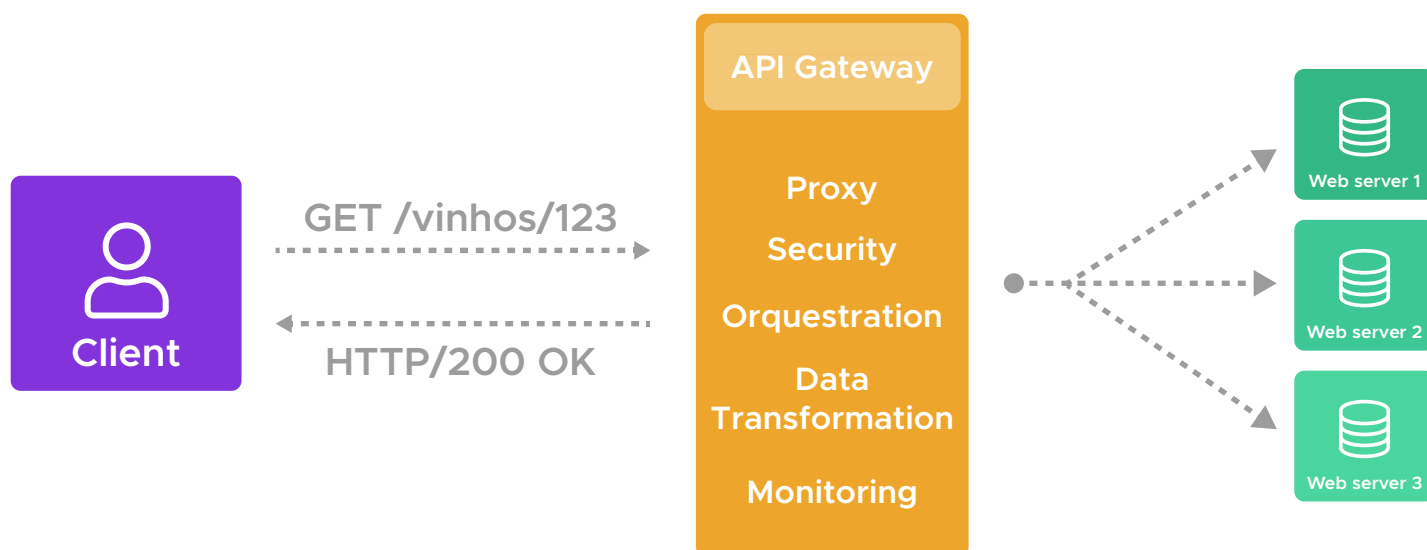 API Gateway
Client
GET /vinhos/123
HTTP/200 OK
Proxy
Security
Orquestration
Data
Transformation
Monitoring
Web server 1
Web server 2
Web server 3